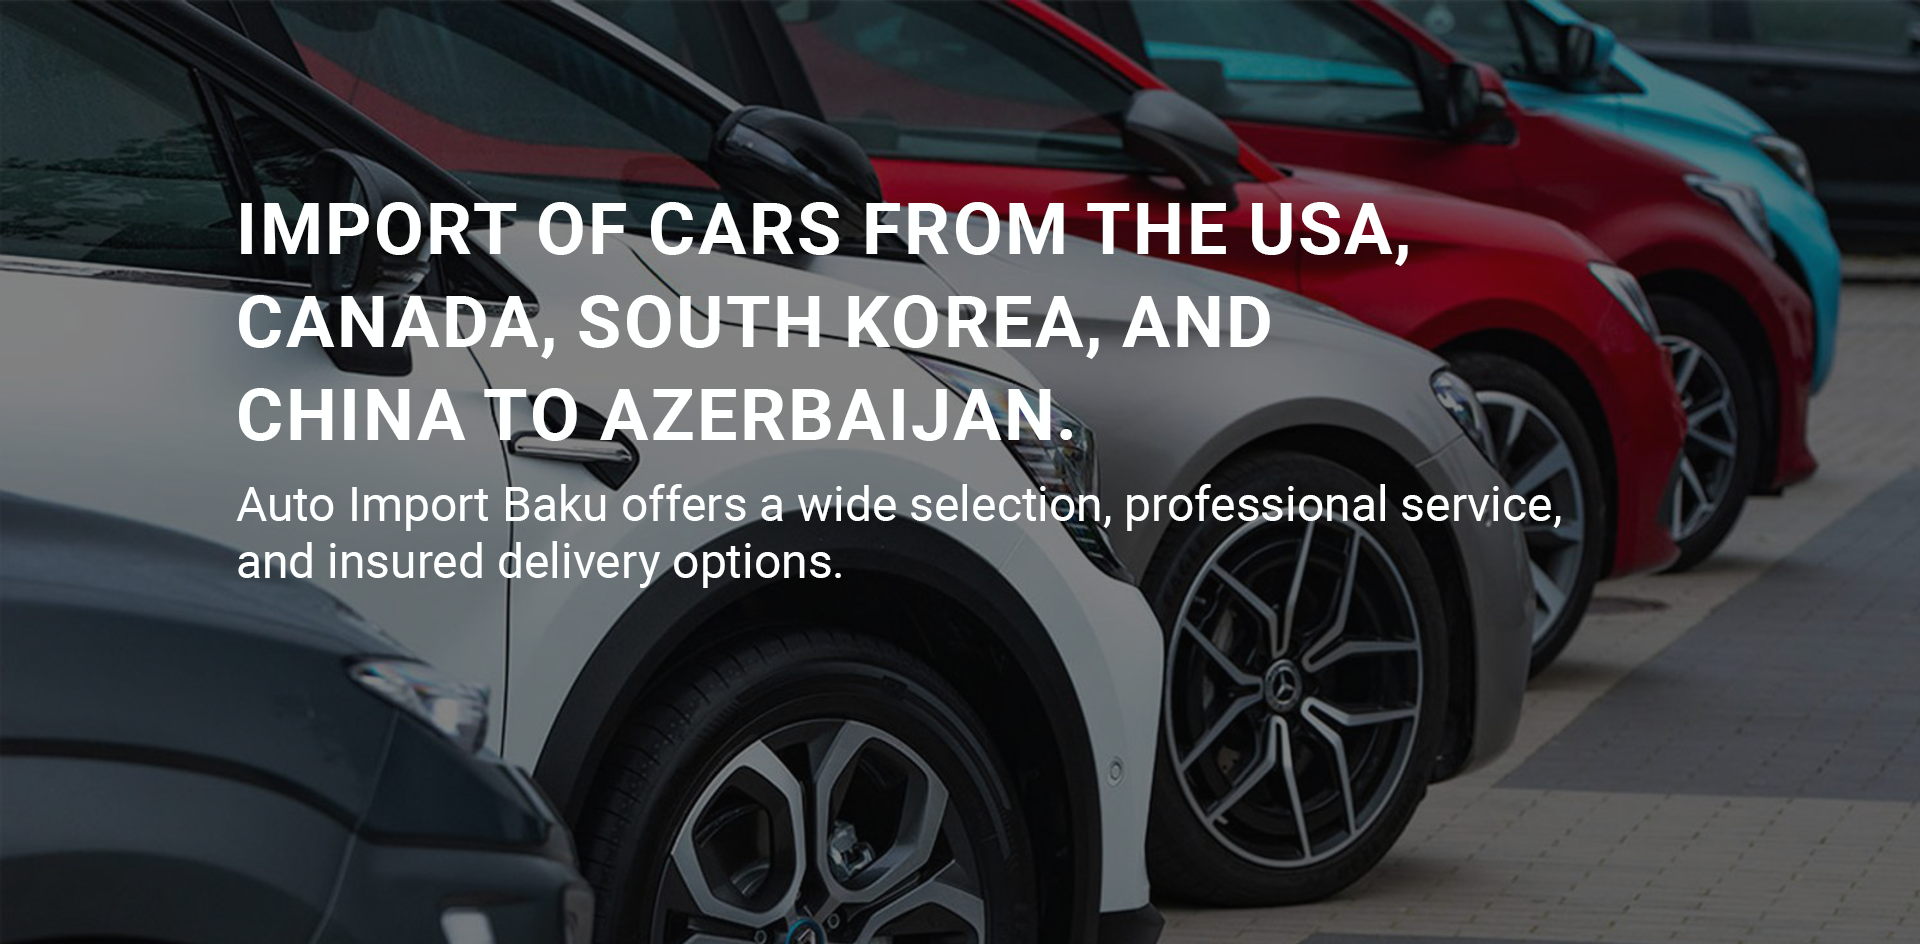 IMPORT OF CARS FROM THE USA,
CANADA, SOUTH KOREA, AND
CHINA TO AZERBAIJAN.
Auto Import Baku offers a wide selection, professional service,
and insured delivery options.